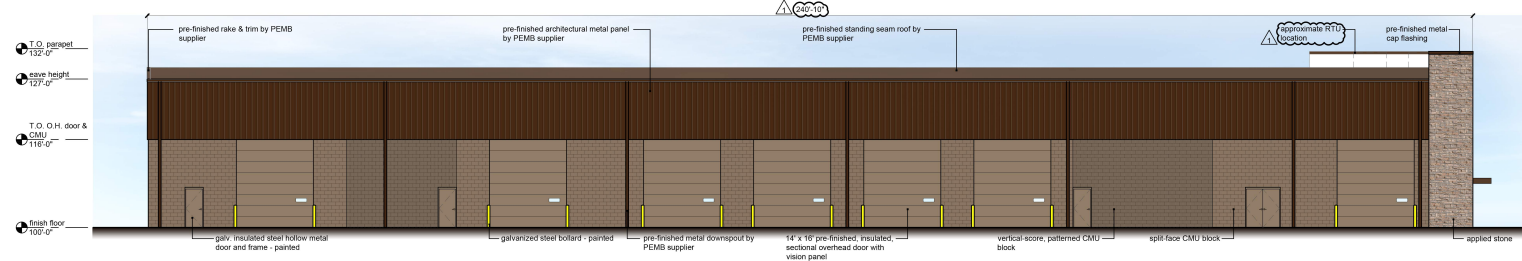 1
240'-10"
pre-finished rake & trim by PEMB
supplier
pre-finished architectural metal panel
by PEMB supplier
pre-finished standing seam roof by
PEMB supplier
1
approximate RTU
location
pre-finished metal
cap flashing
T.O. parapet
132'-0"
eave height
127'-0"
T.O. O.H. door &
CMU
116'-0"
finish floor
100'-0"
galv. insulated steel hollow metal
door and frame - painted
galvanized steel bollard - painted
pre-finished metal downspout by
PEMB supplier
14' x 16' pre-finished, insulated,
sectional overhead door with
vision panel
vertical-score, patterned CMU
block
split-face CMU block
applied stone